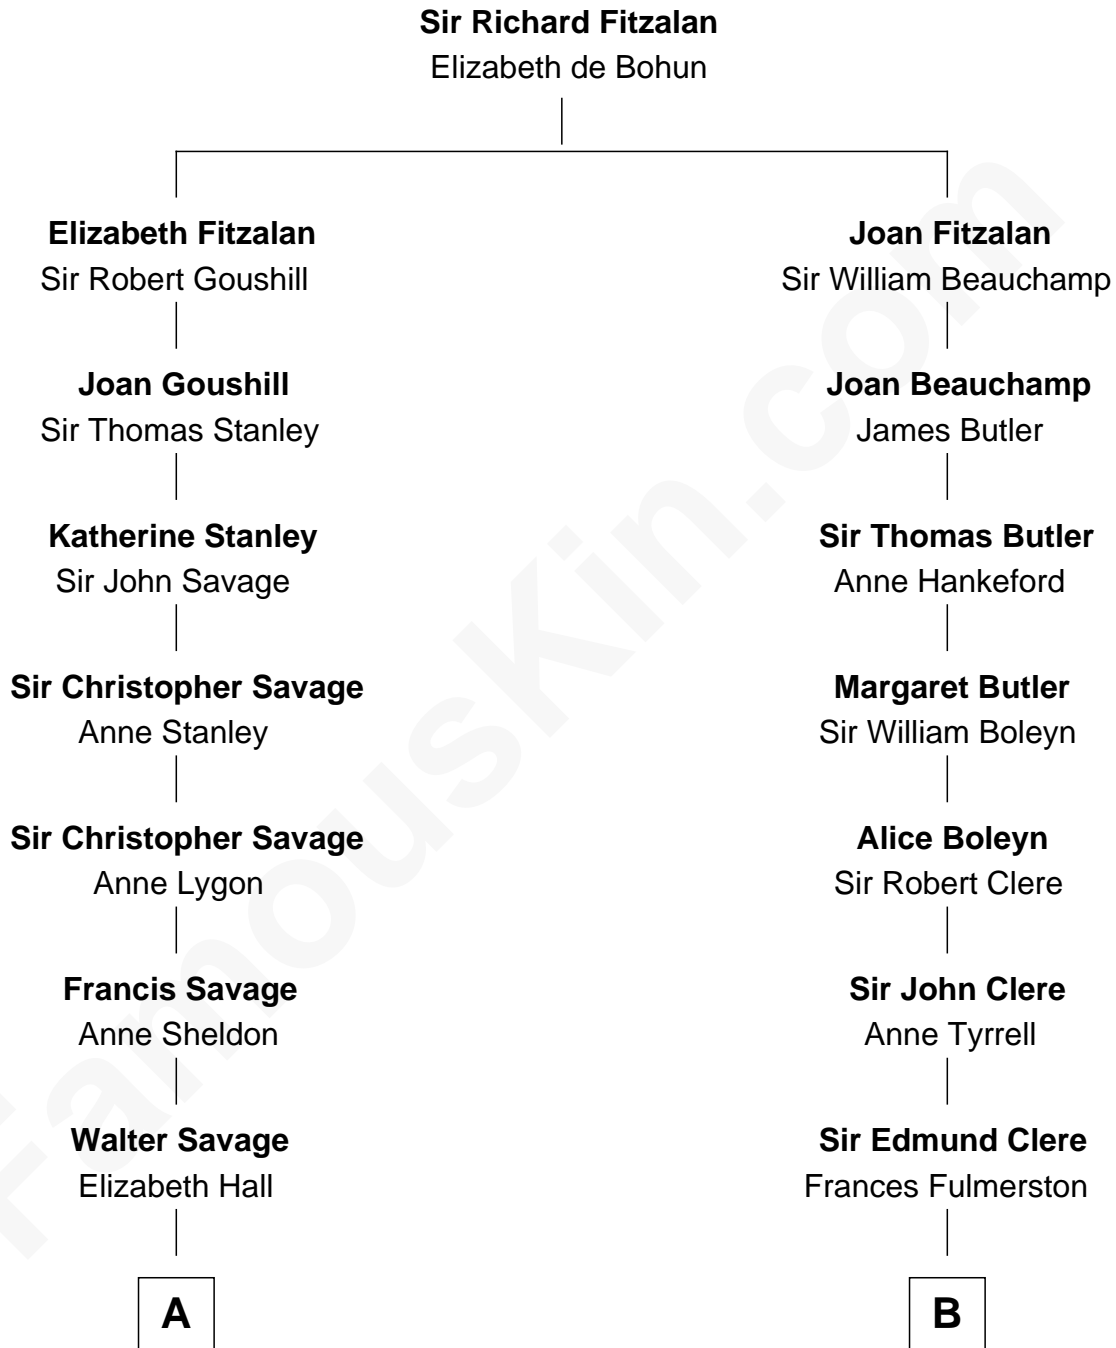 Sir Richard Fitzalan
Elizabeth de Bohun
Elizabeth Fitzalan
Sir Robert Goushill
Joan Fitzalan
Sir William Beauchamp
Joan Goushill
Sir Thomas Stanley
Joan Beauchamp
James Butler
Katherine Stanley
Sir John Savage
Sir Thomas Butler
Anne Hankeford
Sir Christopher Savage
Anne Stanley
Margaret Butler
Sir William Boleyn
Sir Christopher Savage
Anne Lygon
Alice Boleyn
Sir Robert Clere
Francis Savage
Anne Sheldon
Sir John Clere
Anne Tyrrell
Walter Savage
Elizabeth Hall
Sir Edmund Clere
Frances Fulmerston
A
B
FamousKin.com